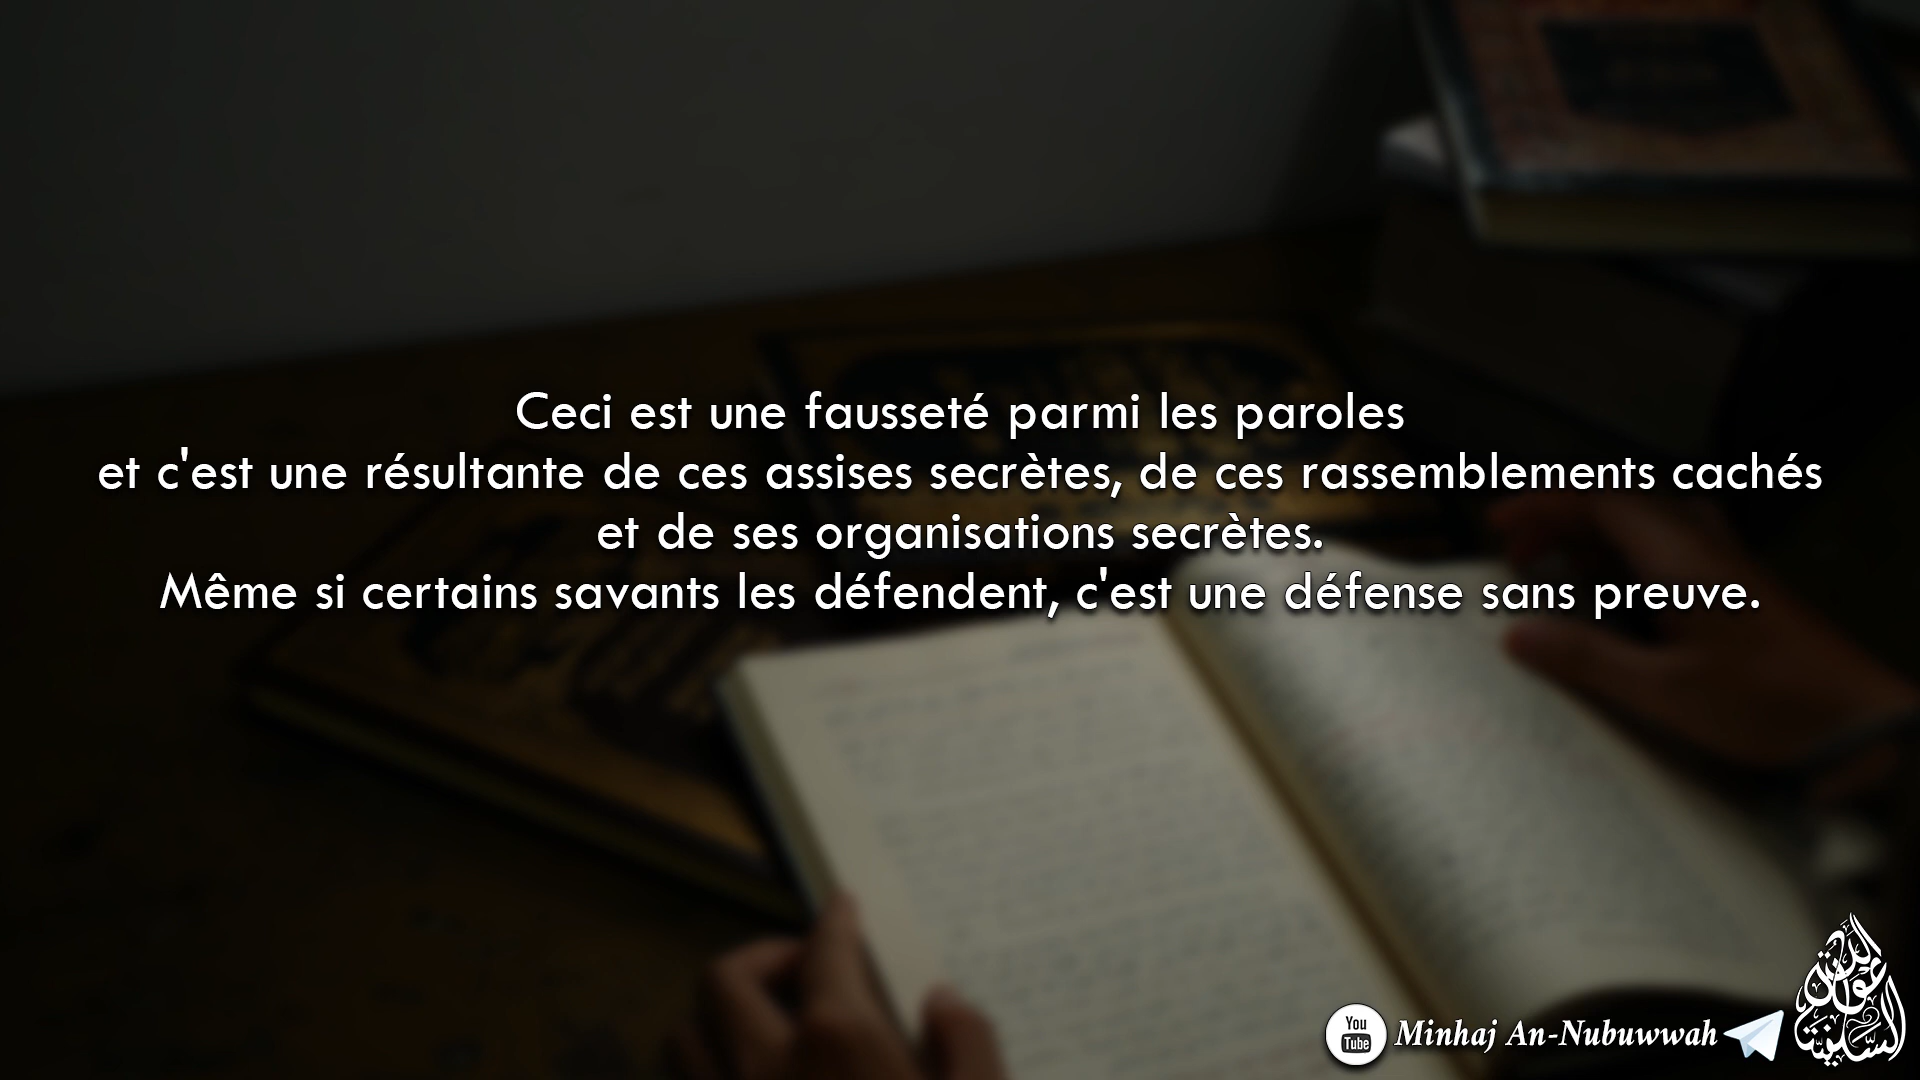 Ceci est une fausseté parmi les paroles
et c'est une résultante de ces assises secrètes, de ces rassemblements cachés
et de ses organisations secrètes.
Même si certains savants les défendent, c'est une défense sans preuve.
You
Tube
Minhaj An-Nubuwwah